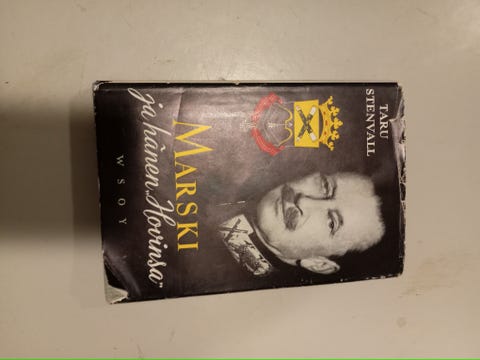 TARU
STENVALL
MARSKI
ja hänen „Hovinsa”
WSOY